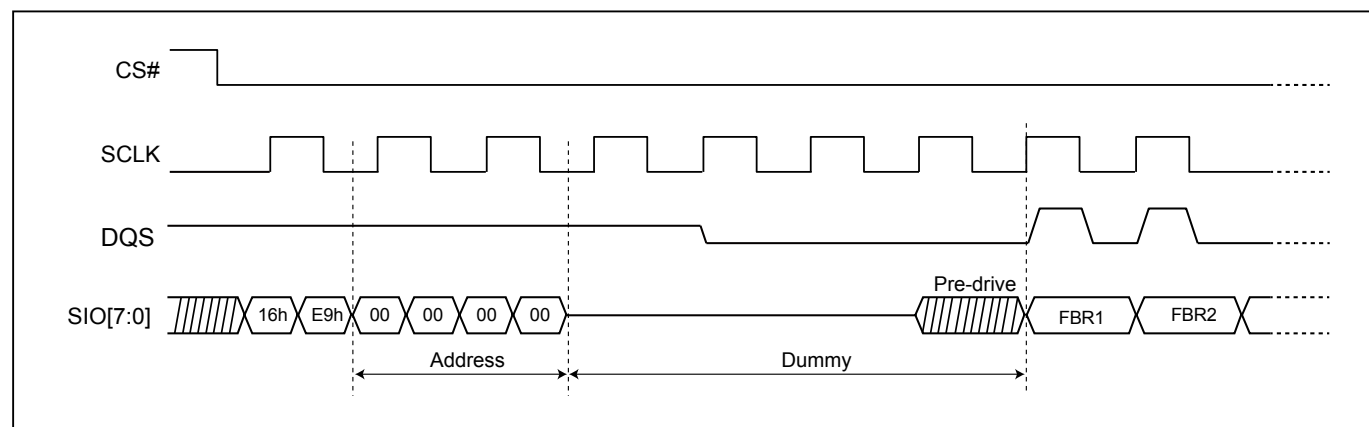 CS#
SCLK
DQS
Pre-drive
SIO[7:0] 16h E9h 00 00 00 00 FBR1 FBR2
Address Dummy